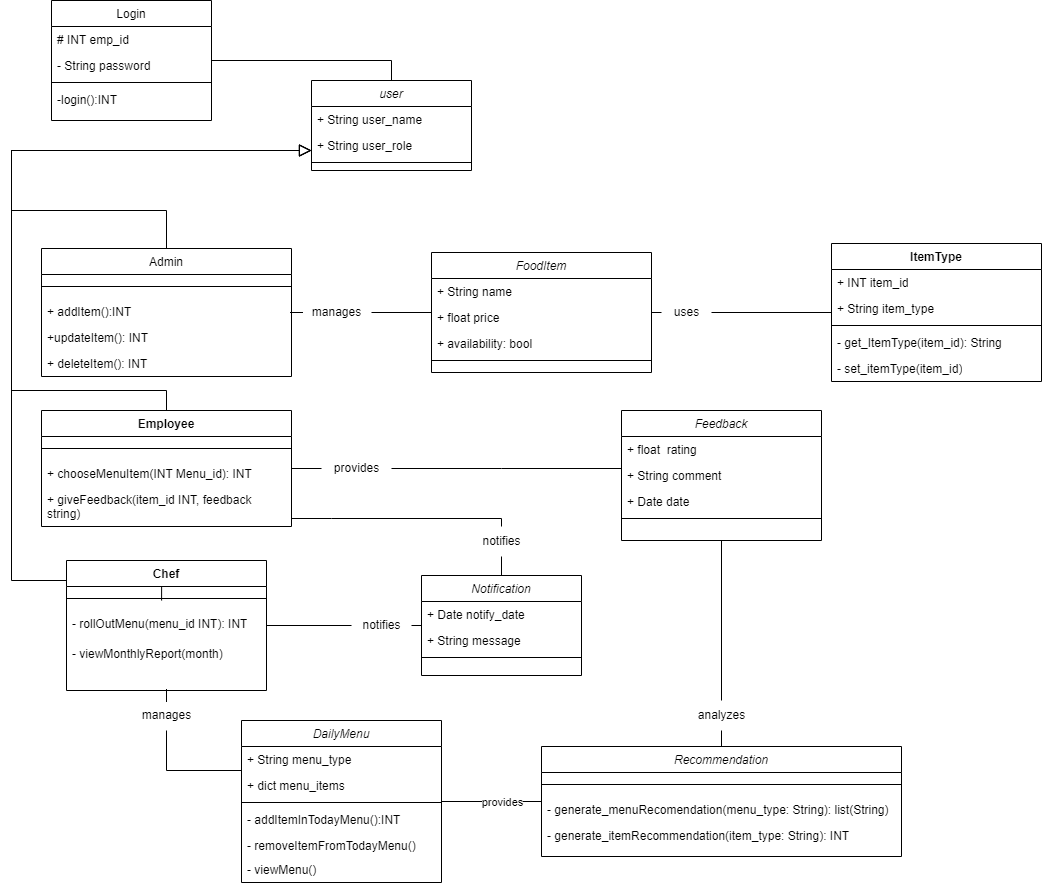 Login
# INT emp_id
- String password
-login():INT
user
+ String user_name
+ String user_role
Admin
+ addItem():INT
+updateItem(): INT
+ deleteItem(): INT
manages
FoodItem
+ String name
+ float price
+ availability: bool
uses
ItemType
+ INT item_id
+ String item_type
- get_ItemType(item_id): String
- set_itemType(item_id)
Employee
+ chooseMenuItem(INT Menu_id): INT
+ giveFeedback(item_id INT, feedback
string)
provides
Feedback
+ float  rating
+ String comment
+ Date date
notifies
Chef
- rollOutMenu(menu_id INT): INT
- viewMonthlyReport(month)
notifies
Notification
+ Date notify_date
+ String message
manages
analyzes
DailyMenu
+ String menu_type
+ dict menu_items
- addItemInTodayMenu():INT
- removeItemFromTodayMenu()
- viewMenu()
provides
Recommendation
- generate_menuRecomendation(menu_type: String): list(String)
- generate_itemRecommendation(item_type: String): INT